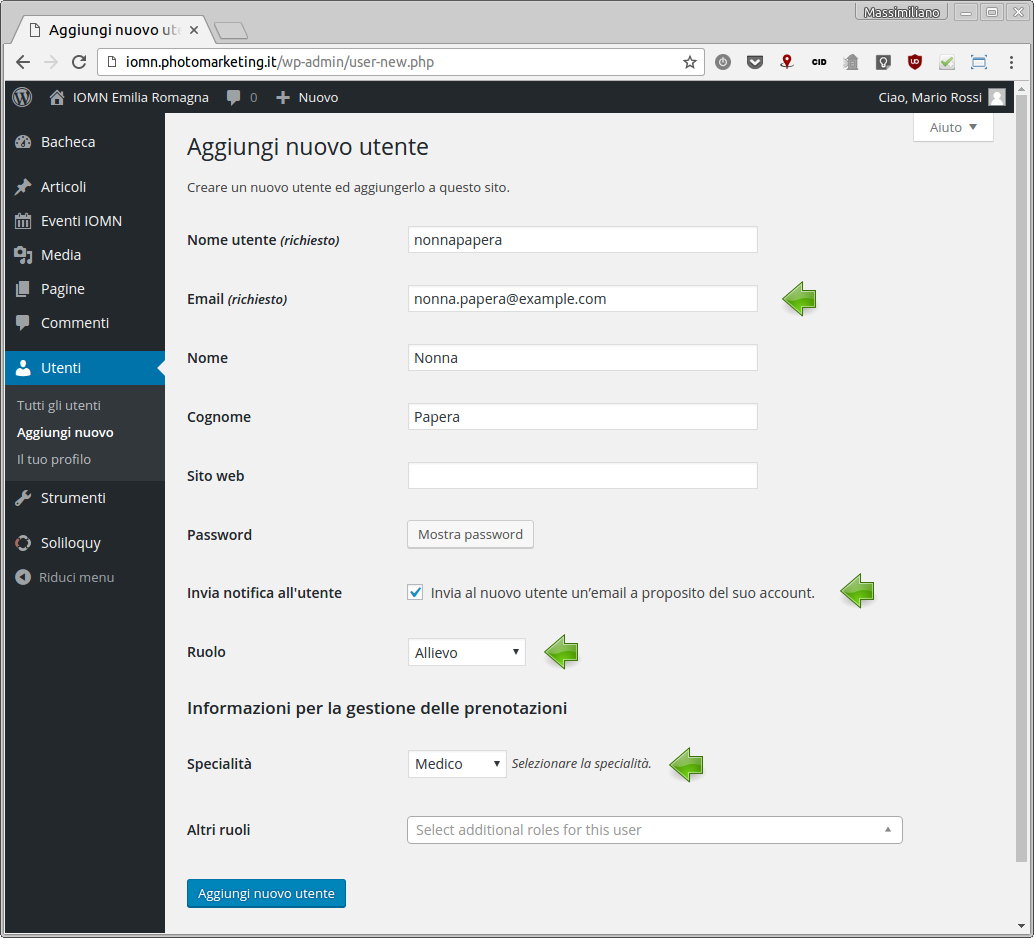 Massimiliano
Aggiungi nuovo ut
iomn.photomarketing.it/wp-admin/user-new.php
CID
IOMN Emilia Romagna 0 Nuovo Ciao, Mario Rossi
Aiuto
Bacheca
Articoli
Eventi IOMN
Media
Pagine
Commenti
Utenti
Tutti gli utenti
Aggiungi nuovo
Il tuo profilo
Strumenti
Soliloquy
Riduci menu
Aggiungi nuovo utente
Creare un nuovo utente ed aggiungerlo a questo sito.
Nome utente (richiesto) nonnapapera
Email (richiesto) nonna.papera@example.com
Nome Nonna
Cognome Papera
Sito web
Password Mostra password
Invia notifica all'utente Invia al nuovo utente un'email a proposito del suo account.
Ruolo Allievo
Informazioni per la gestione delle prenotazioni
Specialità Medico Selezionare la specialità.
Altri ruoli Select additional roles for this user
Aggiungi nuovo utente